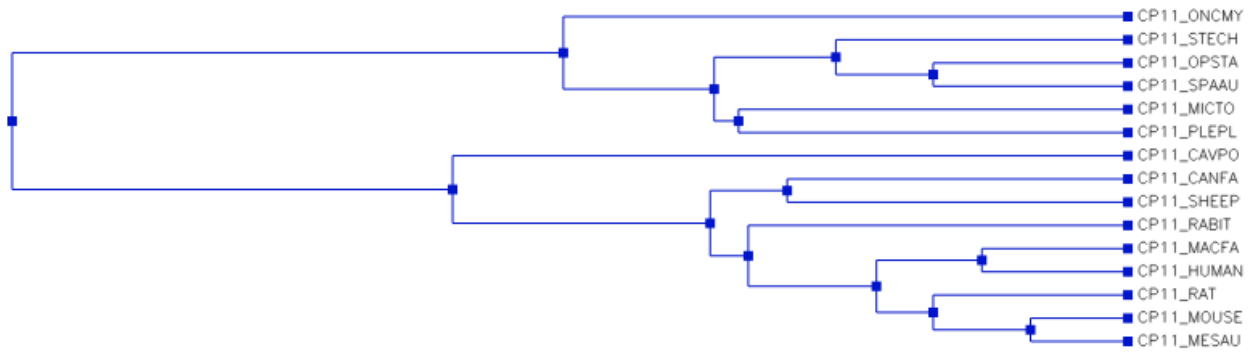 CP11_ONCMY
CP11_STECH
CP11_OPSTA
CP11_SPAAU
CP11_MICTO
CP11_PLEPL
CP11_CAVPO
CP11_CANFA
CP11_SHEEP
CP11_RABIT
CP11_MACFA
CP11_HUMAN
CP11_RAT
CP11_MOUSE
CP11_MESAU